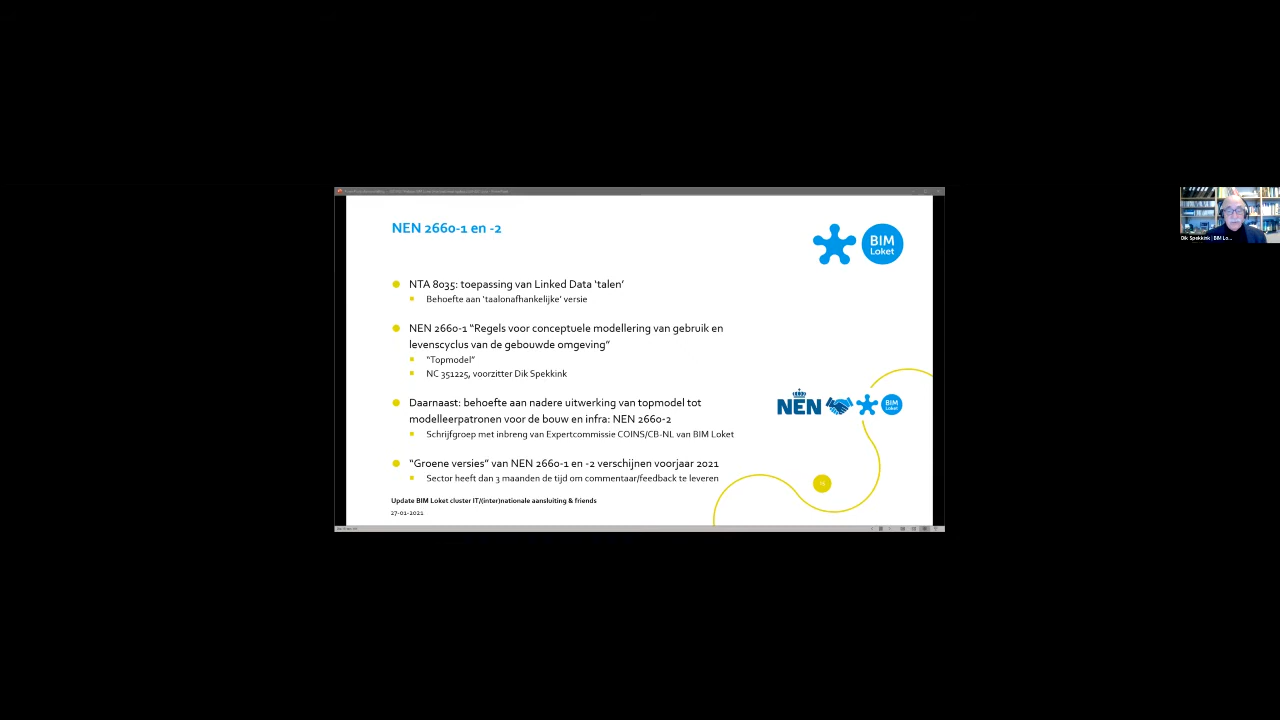 NEN 2660-1 en -2
BIM
Loket
NTA 8035: toepassing van Linked Data ‘talen’
Behoefte aan ‘taalonafhankelijke’ versie
NEN 2660-1 “Regels voor conceptuele modellering van gebruik en
levenscyclus van de gebouwde omgeving”
“Topmodel”
NC 351225, voorzitter Dik Spekkink
Daarnaast: behoefte aan nadere uitwerking van topmodel tot
modelleerpatronen voor de bouw en infra: NEN 2660-2
Schrijfgroep met inbreng van Expertcommissie COINS/CB-NL van BIM Loket
NEN
BIM
Loket
“Groene versies” van NEN 2660-1 en -2 verschijnen voorjaar 2021
Sector heeft dan 3 maanden de tijd om commentaar/feedback te leveren
Update BIM Loket cluster IT/(inter)nationale aansluiting & friends
27-01-2021
Dik Spekkink | BIM Lo...